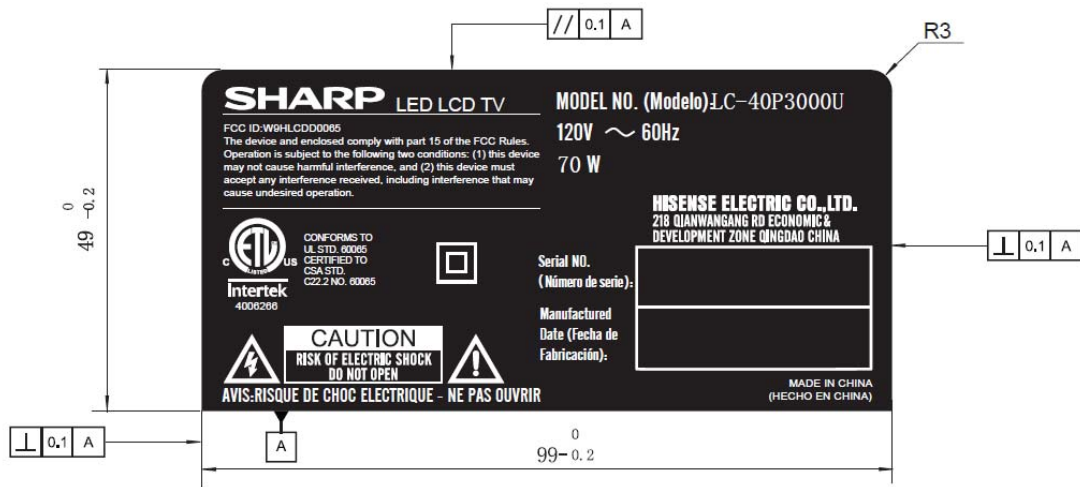 // 0.1 A
R3
SHARP LED LCD TV
FCC ID:W9HLCDD0065
The device and enclosed comply with part 15 of the FCC Rules.
Operation is subject to the following two conditions: (1) this device
may not cause harmful interference, and (2) this device must
accept any interference received, including interference that may
cause undesired operation.
MODEL NO. (Modelo):LC-40P3000U
120V ～ 60Hz
70 W
HISENSE ELECTRIC CO.,LTD.
218 QIANWANGANG RD ECONOMIC &
DEVELOPMENT ZONE QINGDAO CHINA
0
49 -0.2
⊥ 0.1 A
C ETL US
LISTED
Intertek
4006266
CONFORMS TO
UL STD. 60065
CERTIFIED TO
CSA STD.
C22.2 NO. 60065
Serial NO.
(Número de serie):
Manufactured
Date (Fecha de
Fabricación):
CAUTION
RISK OF ELECTRIC SHOCK
DO NOT OPEN
AVIS:RISQUE DE CHOC ELECTRIQUE - NE PAS OUVRIR
MADE IN CHINA
(HECHO EN CHINA)
⊥ 0.1 A
A
0
99-0.2